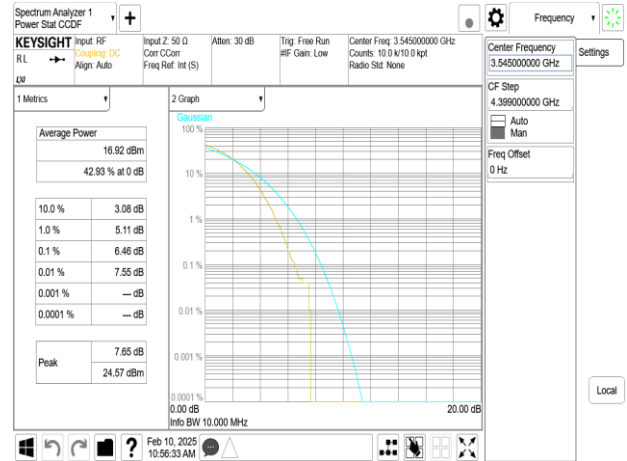 Spectrum Analyzer 1
Power Stat CCDF
+
Frequency
KEYSIGHT
RL
LXI
Input: RF
Coupling: DC
Align: Auto
Input Z: 50 Ω
Corr CCorr
Freq Ref: Int (S)
Atten: 30 dB
Trig: Free Run
#IF Gain: Low
Center Freq: 3.545000000 GHz
Counts: 10.0 k/10.0 kpt
Radio Std: None
Center Frequency
3.545000000 GHz
Settings
CF Step
4.399000000 GHz
Auto
Man
Freq Offset
0 Hz
1 Metrics
Average Power
16.92 dBm
42.93 % at 0 dB
10.0 % 3.08 dB
1.0 % 5.11 dB
0.1 % 6.46 dB
0.01 % 7.55 dB
0.001 % --- dB
0.0001 % --- dB
Peak
7.65 dB
24.57 dBm
2 Graph
Gaussian
100 %
10 %
1 %
0.1 %
0.01 %
0.001 %
0.0001 %
0.00 dB
20.00 dB
Info BW 10.000 MHz
Local
?
Feb 10, 2025
10:56:33 AM